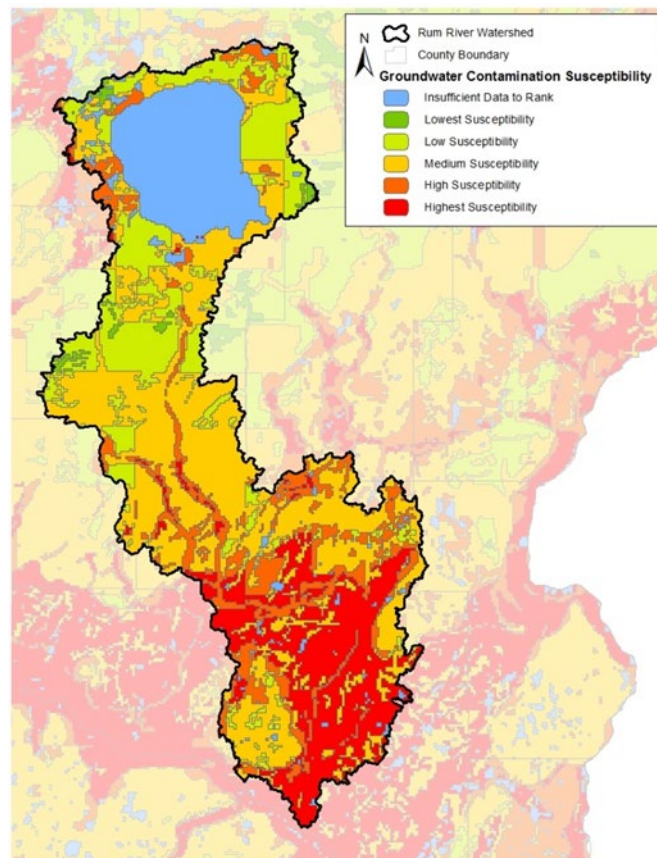 N
Rum River Watershed
County Boundary
Groundwater Contamination Susceptibility
Insufficient Data to Rank
Lowest Susceptibility
Low Susceptibility
Medium Susceptibility
High Susceptibility
Highest Susceptibility